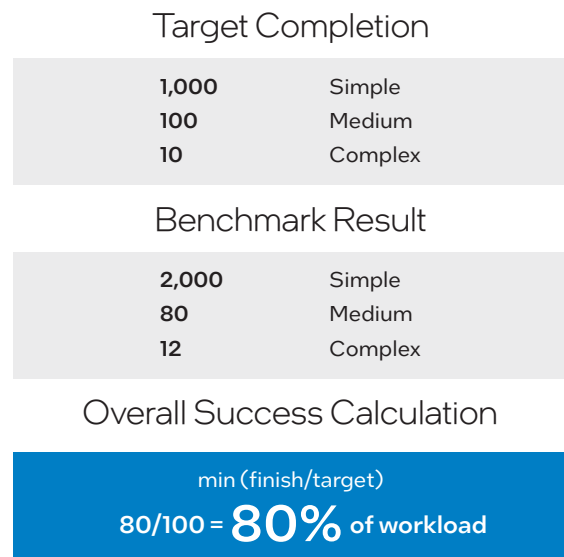 Target Completion
1,000 Simple
100 Medium
10 Complex
Benchmark Result
2,000 Simple
80 Medium
12 Complex
Overall Success Calculation
min (finish/target)
80/100 = 80% of workload